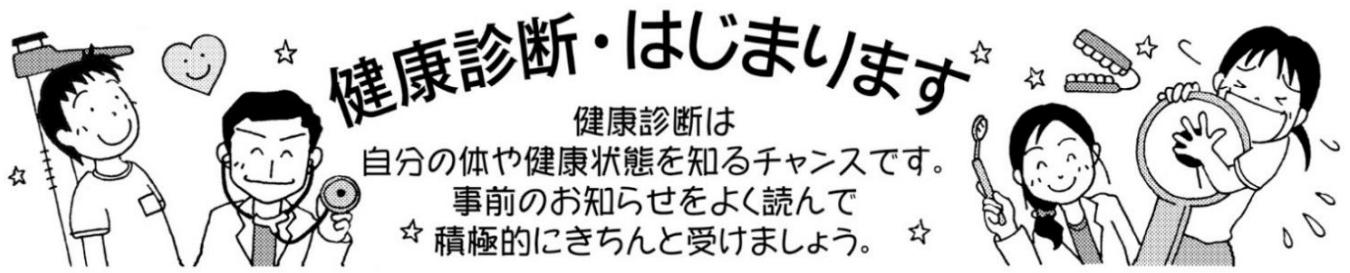 健康診断・はじまります
健康診断は
自分の体や健康状態を知るチャンスです。
事前のお知らせをよく読んで
積極的にきちんと受けましょう。